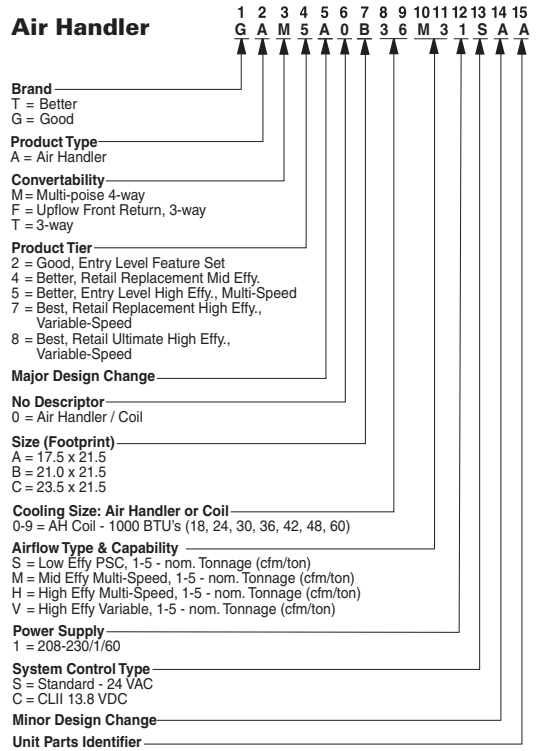 Air Handler
1 2 3 4 5 6 7 8 9 10 11 12 13 14 15
G A M 5 A 0 B 3 6 M 3 1 S A A
Brand
T = Better
G = Good
Product Type
A = Air Handler
Convertability
M = Multi-poise 4-way
F = Upflow Front Return, 3-way
T = 3-way
Product Tier
2 = Good, Entry Level Feature Set
4 = Better, Retail Replacement Mid Effy.
5 = Better, Entry Level High Effy., Multi-Speed
7 = Best, Retail Replacement High Effy.,
Variable-Speed
8 = Best, Retail Ultimate High Effy.,
Variable-Speed
Major Design Change
No Descriptor
0 = Air Handler / Coil
Size (Footprint)
A = 17.5 x 21.5
B = 21.0 x 21.5
C = 23.5 x 21.5
Cooling Size: Air Handler or Coil
0-9 = AH Coil - 1000 BTU's (18, 24, 30, 36, 42, 48, 60)
Airflow Type & Capability
S = Low Effy PSC, 1-5 - nom. Tonnage (cfm/ton)
M = Mid Effy Multi-Speed, 1-5 - nom. Tonnage (cfm/ton)
H = High Effy Multi-Speed, 1-5 - nom. Tonnage (cfm/ton)
V = High Effy Variable, 1-5 - nom. Tonnage (cfm/ton)
Power Supply
1 = 208-230/1/60
System Control Type
S = Standard - 24 VAC
C = CLII 13.8 VDC
Minor Design Change
Unit Parts Identifier